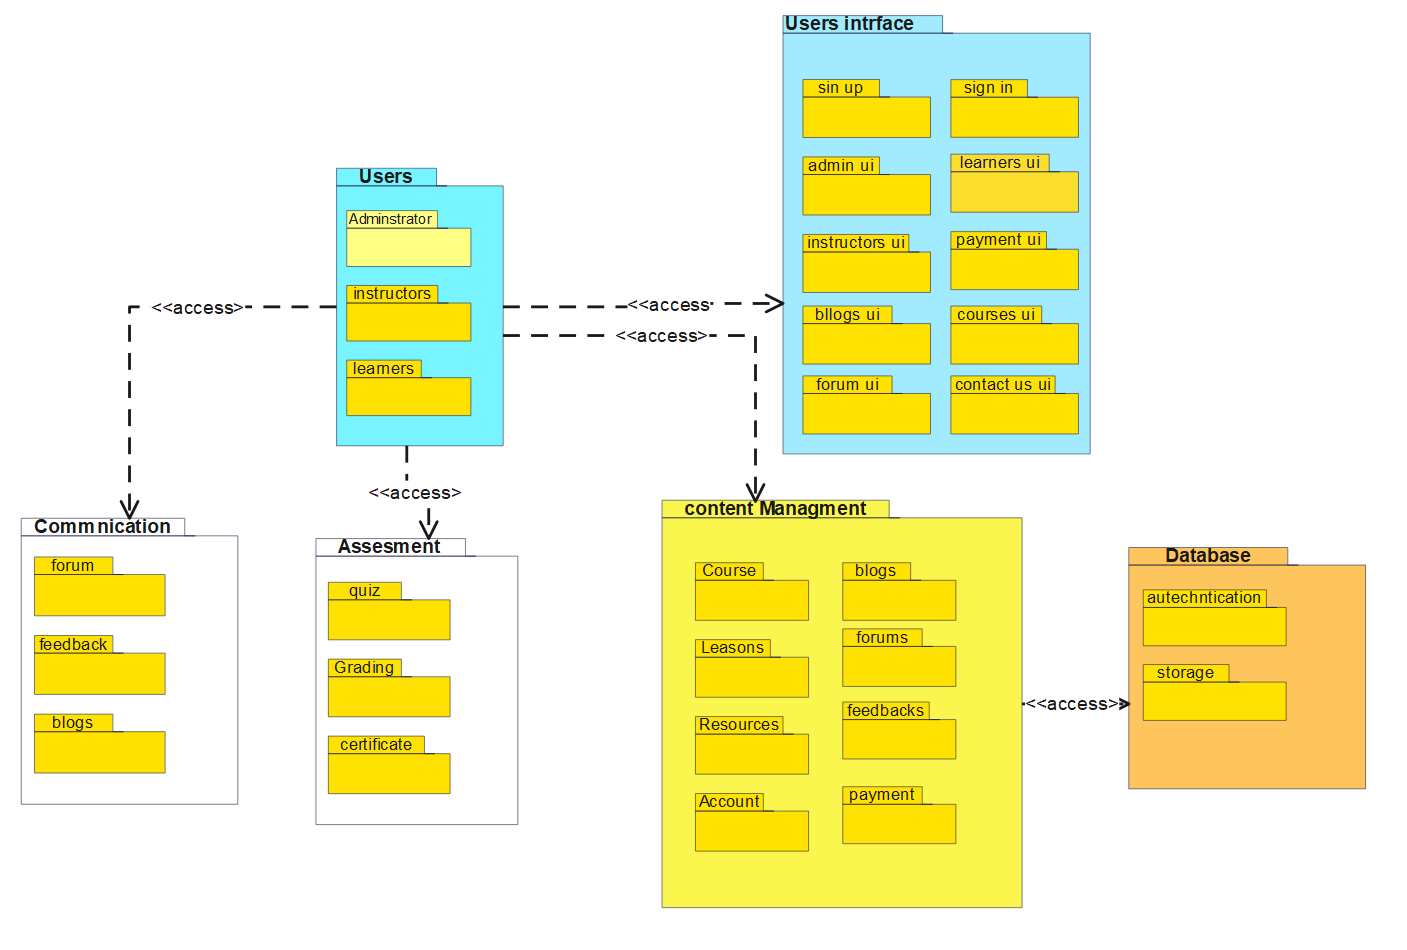 Users intrface
sin up
sign in
admin ui
learners ui
instructors ui
payment ui
bllogs ui
courses ui
forum ui
contact us ui
Users
Adminstrator
instructors
learners
<<access>
<<access
<<access>
<<access>
Commnication
forum
feedback
blogs
Assesment
quiz
Grading
certificate
content Managment
Course
blogs
Leasons
forums
Resources
feedbacks
Account
payment
<<access>>
Database
autechntication
storage